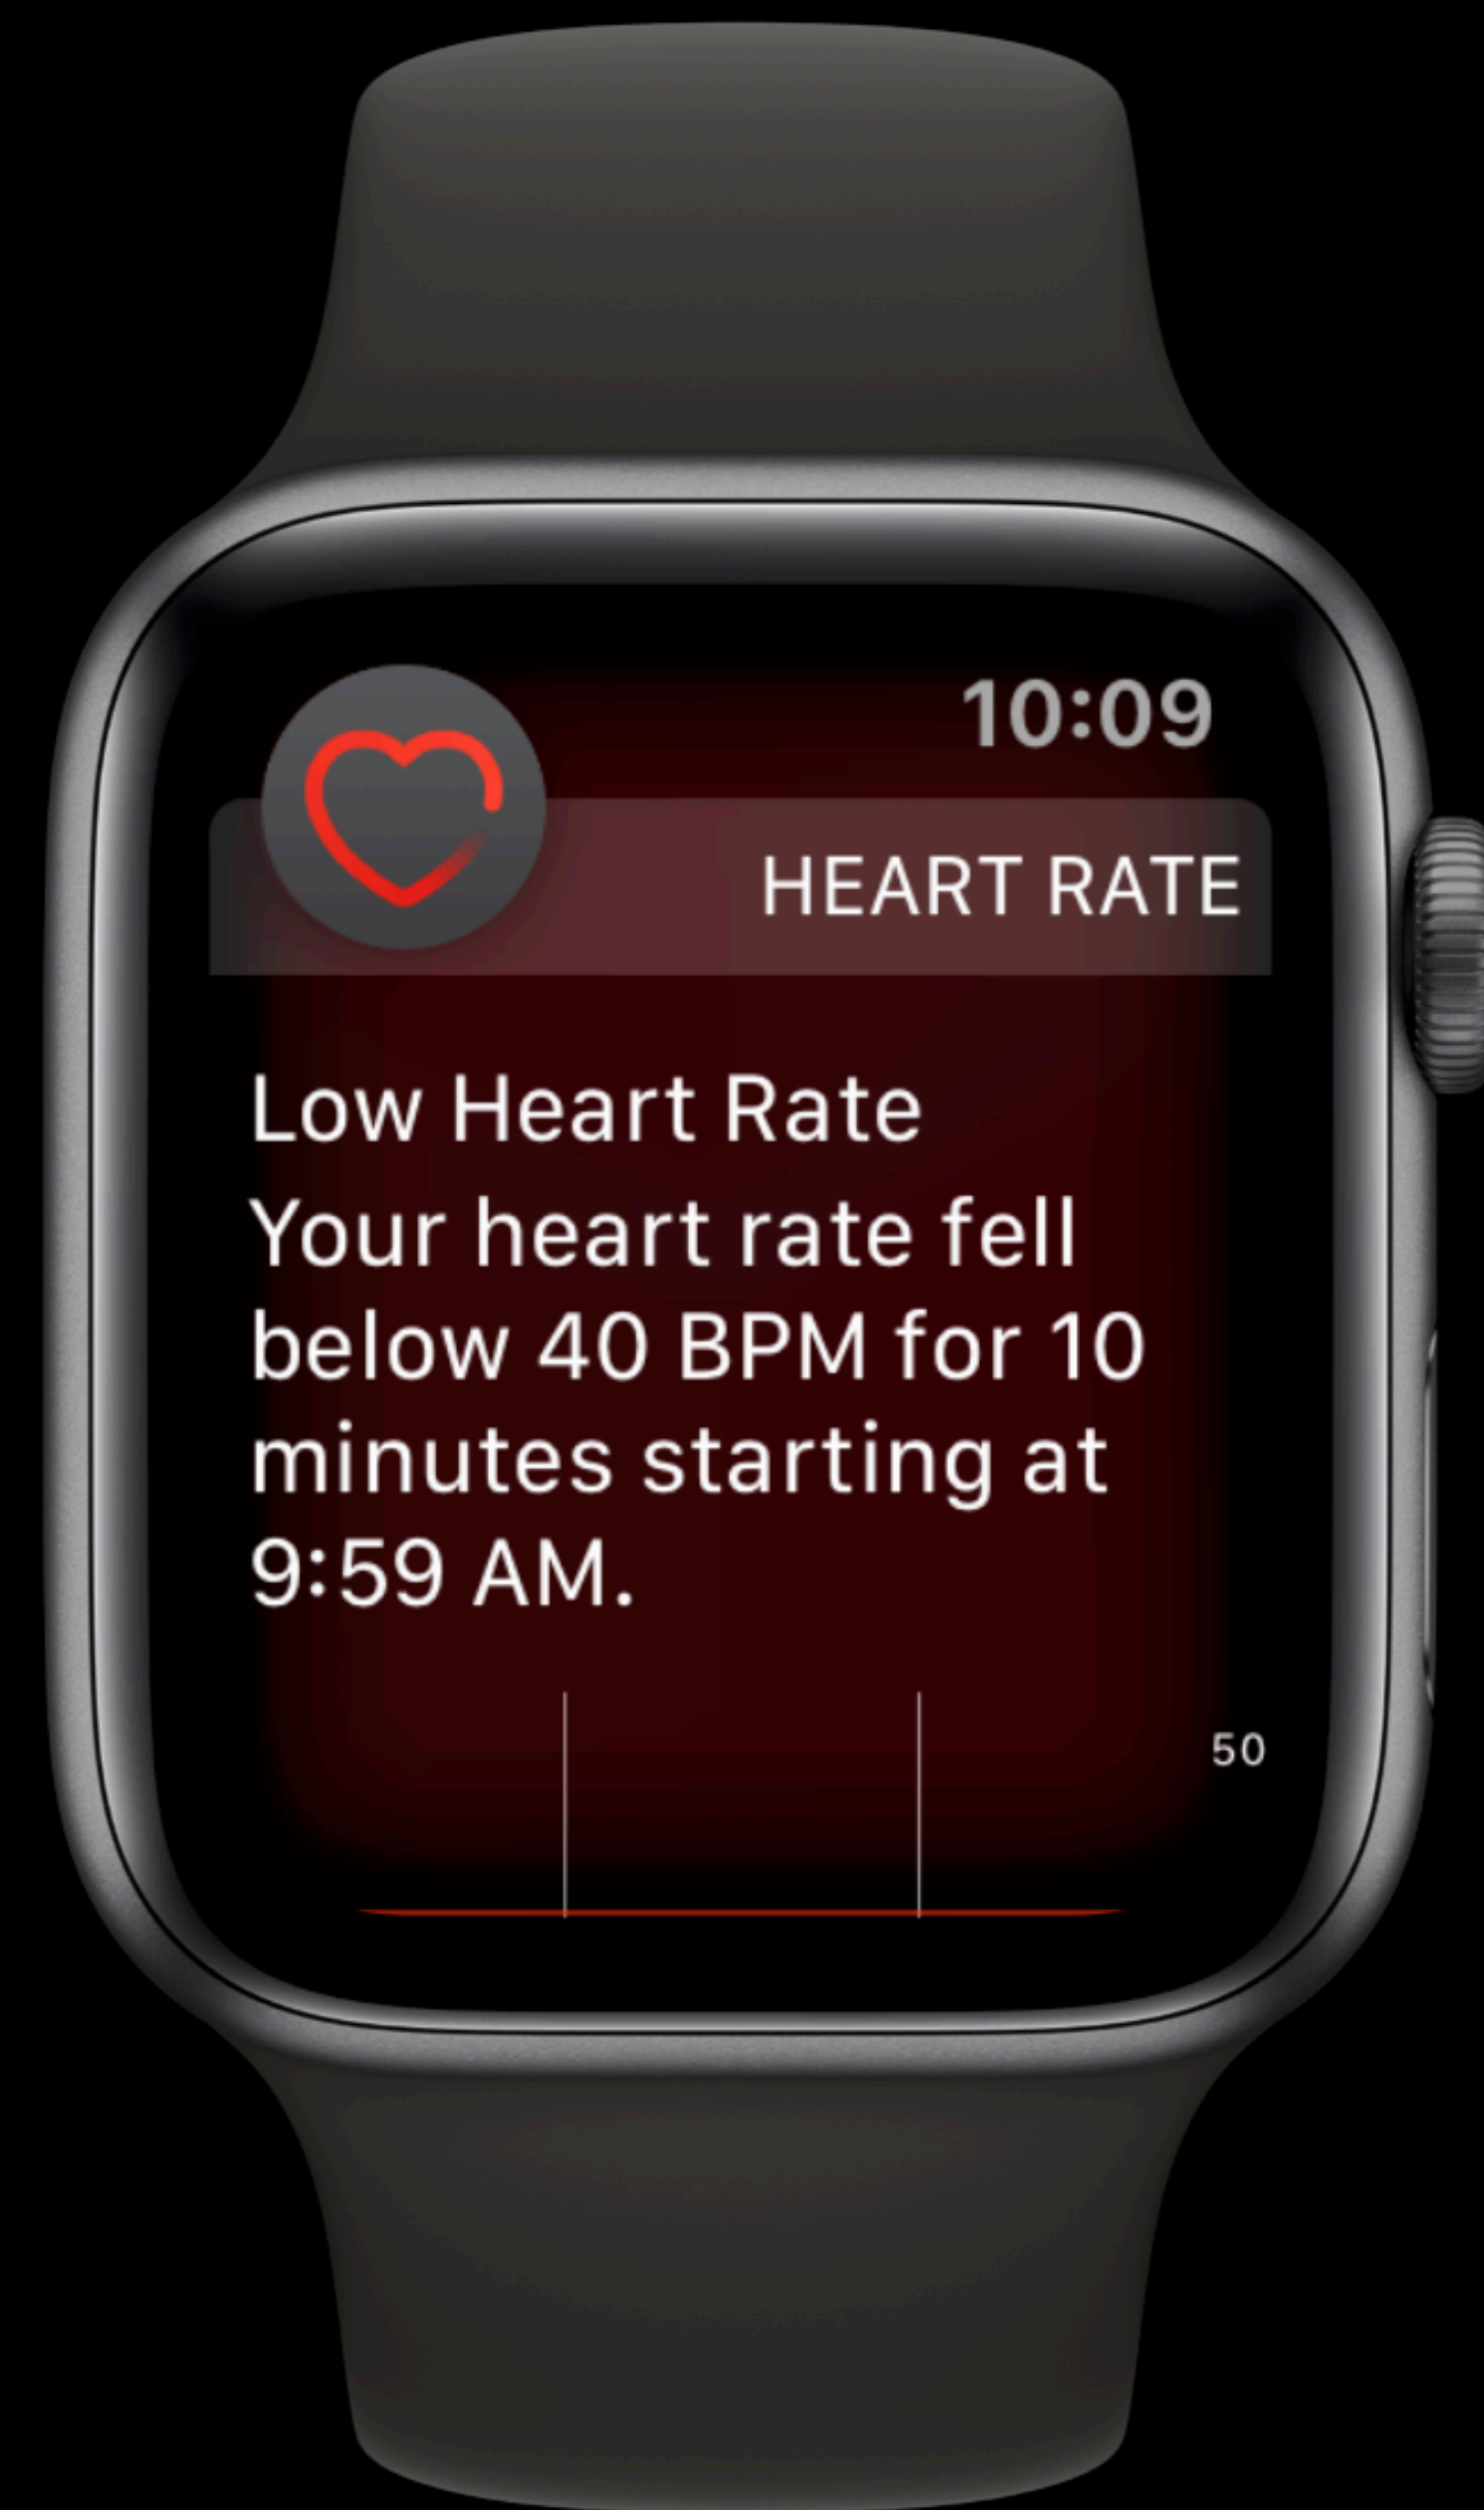 10:09
HEART RATE
Low Heart Rate
Your heart rate fell
below 40 BPM for 10
minutes starting at
9:59 AM.
50